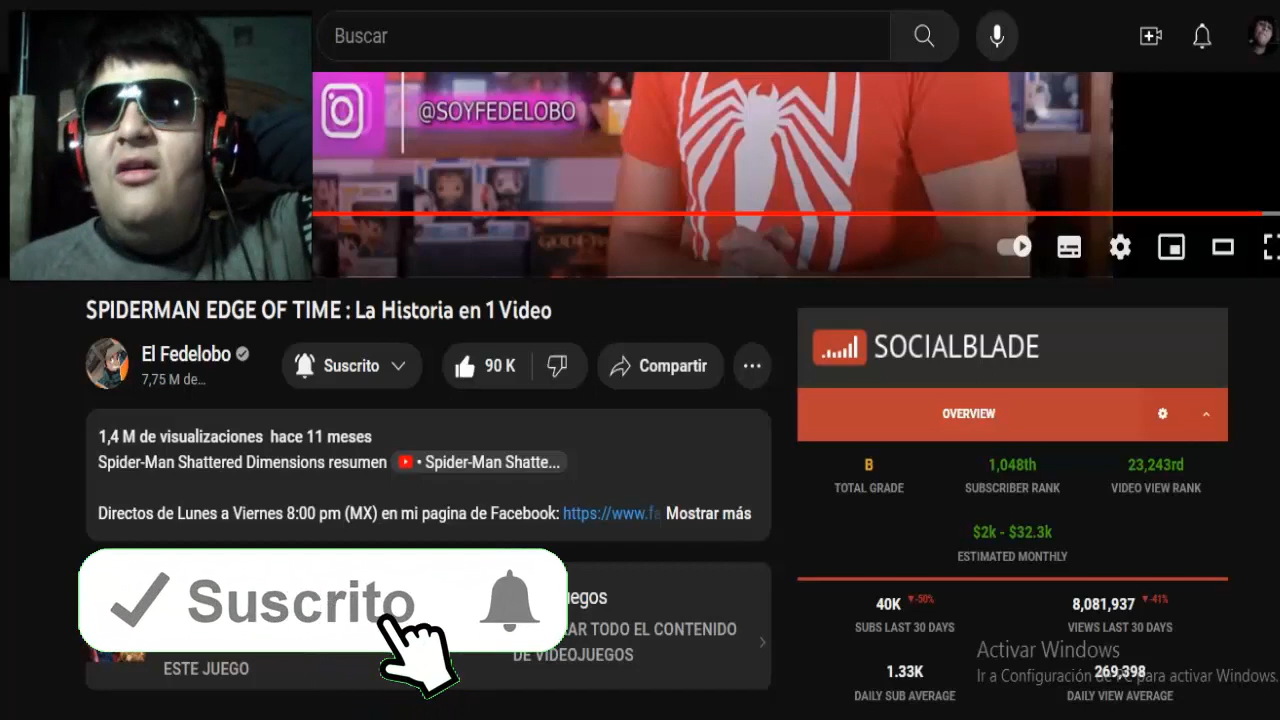 Buscar
@SOYFEDELOBO
SPIDERMAN EDGE OF TIME : La Historia en 1 Video
El Fedelobo
7,75 M de...
Suscrito
90 K
Compartir
1,4 M de visualizaciones hace 11 meses
Spider-Man Shattered Dimensions resumen • Spider-Man Shatte...
Directos de Lunes a Viernes 8:00 pm (MX) en mi pagina de Facebook: https://www.fa Mostrar más
Suscrito
uegos
AR TODO EL CONTENIDO
DE VIDEOJUEGOS
ESTE JUEGO
SOCIALBLADE
OVERVIEW
B 1,048th 23,243rd
TOTAL GRADE SUBSCRIBER RANK VIDEO VIEW RANK
$2k - $32.3k
ESTIMATED MONTHLY
40K -50% 8,081,937 -41%
SUBS LAST 30 DAYS VIEWS LAST 30 DAYS
1.33K 269,398
DAILY SUB AVERAGE DAILY VIEW AVERAGE
Activar Windows
Ir a Configuración de PC para activar Windows.